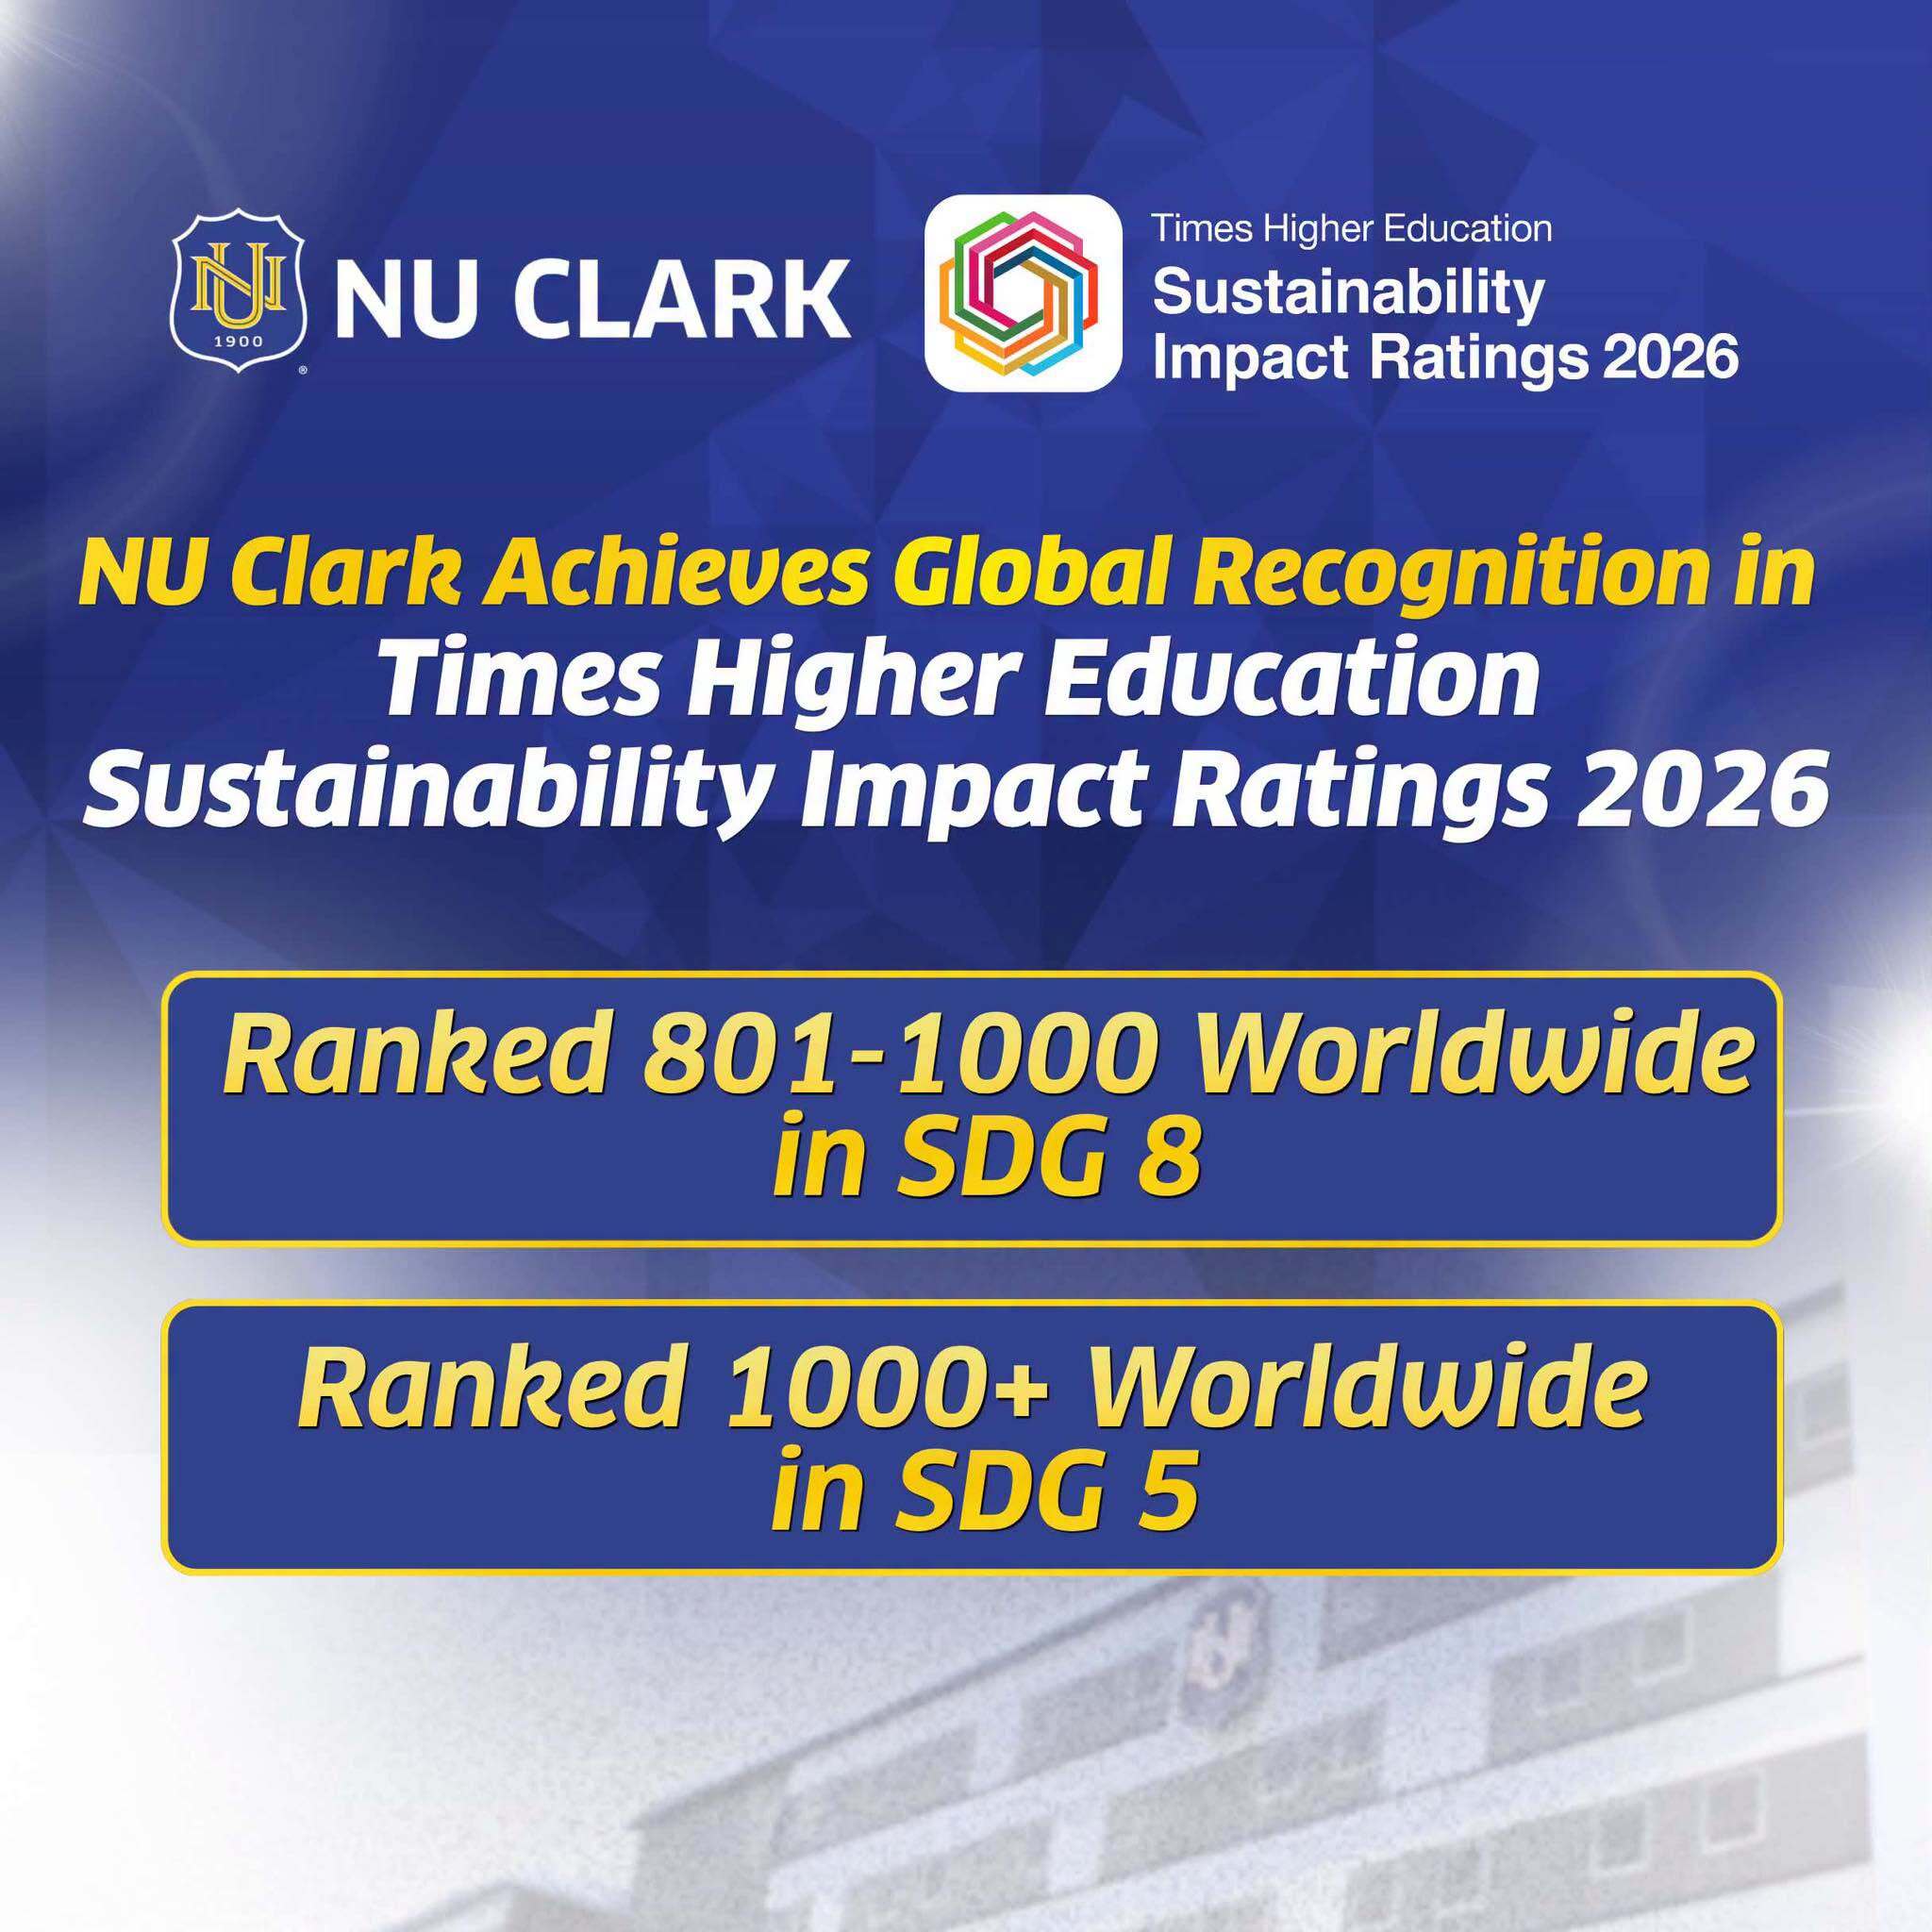 NU
1900
®
NU CLARK
Times Higher Education
Sustainability
Impact Ratings 2026
NU Clark Achieves Global Recognition in
Times Higher Education
Sustainability Impact Ratings 2026
Ranked 801-1000 Worldwide
in SDG 8
Ranked 1000+ Worldwide
in SDG 5
NU